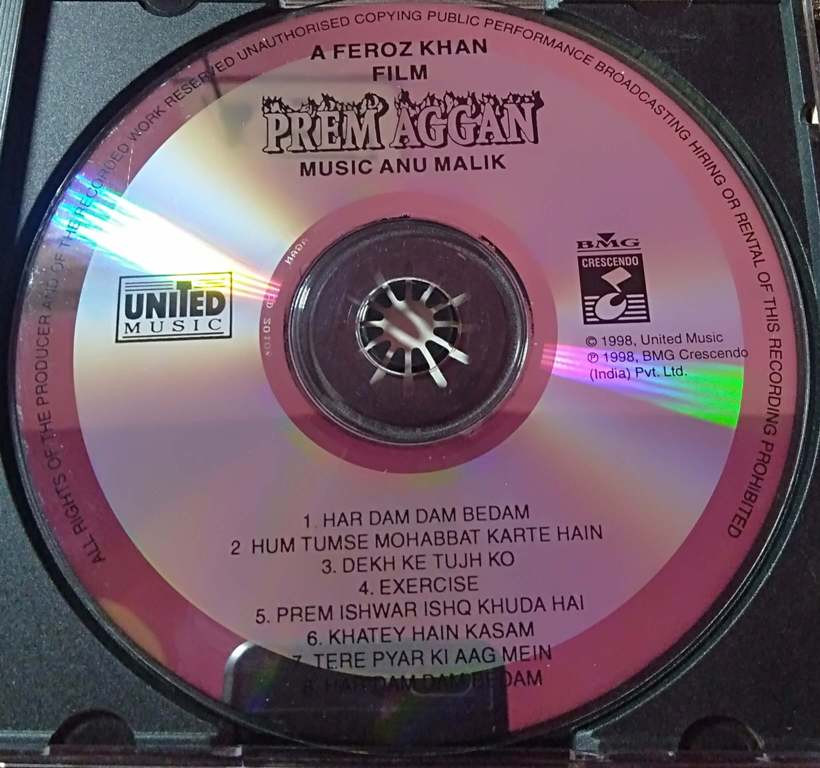 ALL RIGHTS OF THE PRODUCER AND OF THE RECORDED WORK RESERVED UNAUTHORISED COPYING PUBLIC PERFORMANCE BROADCASTING HIRING OR RENTAL OF THIS RECORDING PROHIBITED
A FEROZ KHAN
FILM
PREM AGGAN
MUSIC ANU MALIK
UNITED
MUSIC
BMG
CRESCENDO
© 1998, United Music
℗ 1998, BMG Crescendo
(India) Pvt. Ltd.
1. HAR DAM DAM BEDAM
2 HUM TUMSE MOHABBAT KARTE HAIN
3. DEKH KE TUJH KO
4. EXERCISE
5. PREM ISHWAR ISHQ KHUDA HAI
6. KHATEY HAIN KASAM
7. TERE PYAR KI AAG MEIN
8. HAR DAM DAM BEDAM